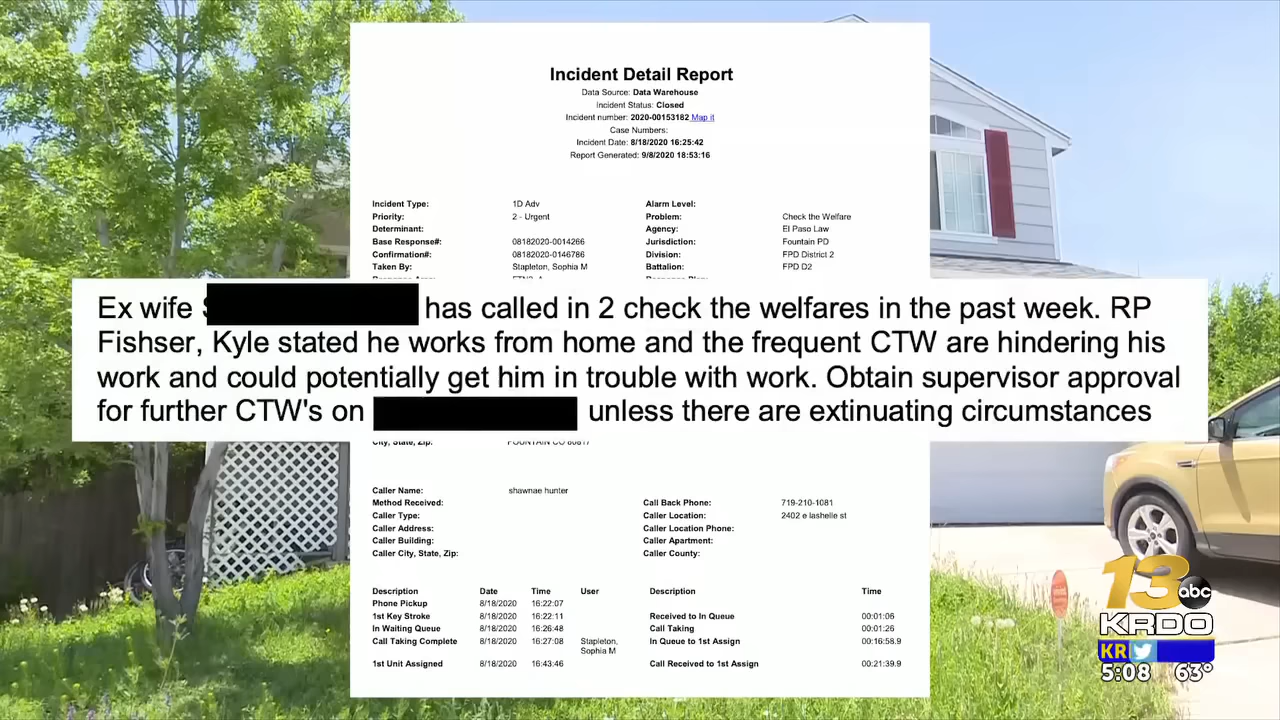 Incident Detail Report
Data Source: Data Warehouse
Incident Status: Closed
Incident number: 2020-00153182 Map it
Case Numbers:
Incident Date: 8/18/2020 16:25:42
Report Generated: 9/8/2020 18:53:16
Incident Type: 1D Adv Alarm Level:
Priority: 2 - Urgent Problem: Check the Welfare
Determinant: Agency: El Paso Law
Base Response#: 08182020-0014266 Jurisdiction: Fountain PD
Confirmation#: 08182020-0146786 Division: FPD District 2
Taken By: Stapleton, Sophia M Battalion: FPD D2
Ex wife has called in 2 check the welfares in the past week. RP
Fishser, Kyle stated he works from home and the frequent CTW are hindering his
work and could potentially get him in trouble with work. Obtain supervisor approval
for further CTW's on unless there are extinuating circumstances
City, State, Zip: FOUNTAIN CO 80817
Caller Name: shawnae hunter
Method Received: Call Back Phone: 719-210-1081
Caller Type: Caller Location: 2402 e lashelle st
Caller Address: Caller Location Phone:
Caller Building: Caller Apartment:
Caller City, State, Zip: Caller County:
Description Date Time User Description Time
Phone Pickup 8/18/2020 16:22:07
1st Key Stroke 8/18/2020 16:22:11 Received to In Queue 00:01:06
In Waiting Queue 8/18/2020 16:26:48 Call Taking 00:01:26
Call Taking Complete 8/18/2020 16:27:08 Stapleton, In Queue to 1st Assign 00:16:58.9
Sophia M
1st Unit Assigned 8/18/2020 16:43:46 Call Received to 1st Assign 00:21:39.9
13 abc
KRDO
KR
5:08 63°